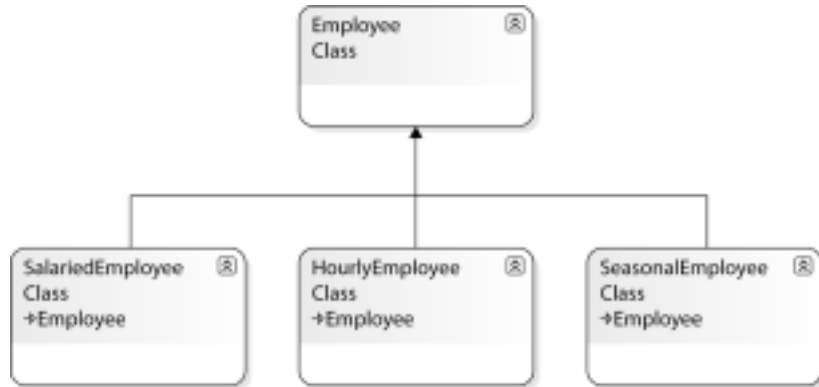 Employee
Class
SalariedEmployee
Class
→Employee
HourlyEmployee
Class
→Employee
SeasonalEmployee
Class
→Employee